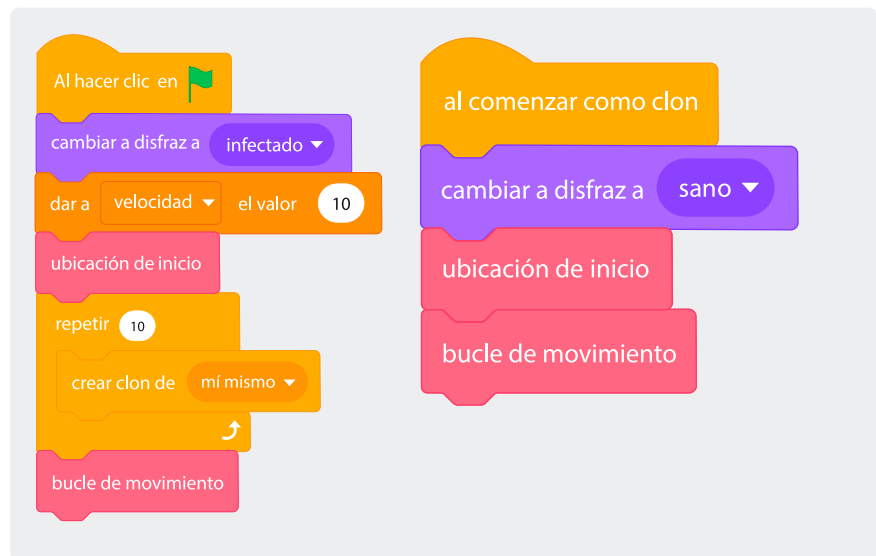 Al hacer clic en
cambiar a disfraz a infectado
dar a velocidad el valor 10
ubicación de inicio
repetir 10
crear clon de mí mismo
bucle de movimiento
al comenzar como clon
cambiar a disfraz a sano
ubicación de inicio
bucle de movimiento